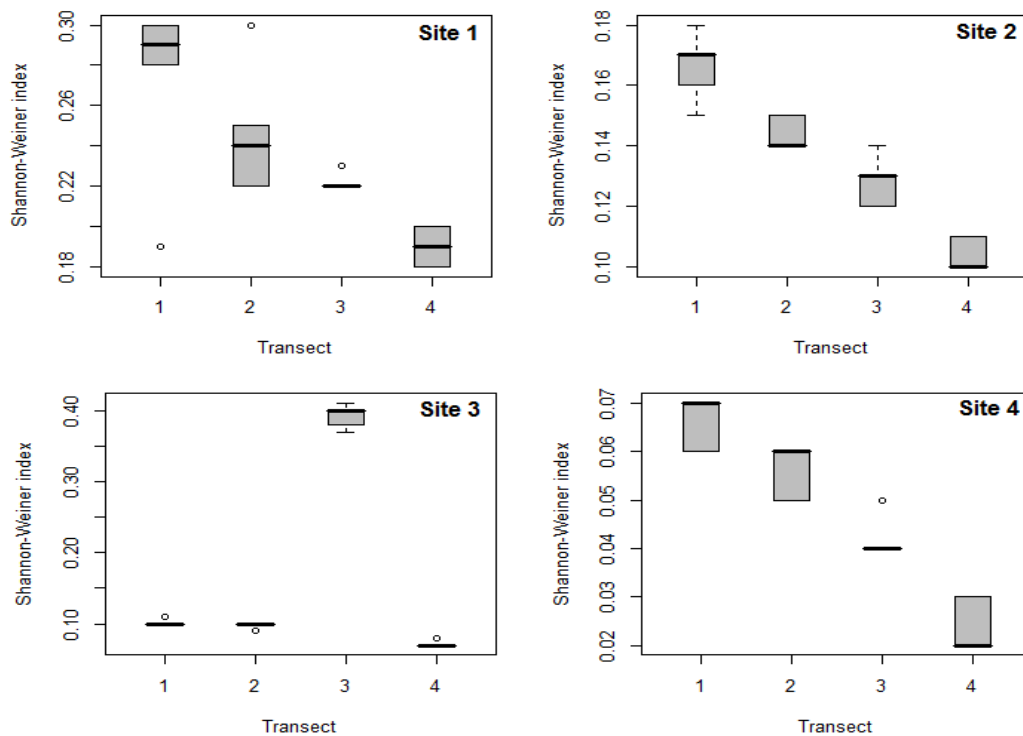 Site 1
Shannon-Weiner index
0.30
0.26
0.22
0.18
1 2 3 4
Transect
Site 2
Shannon-Weiner index
0.18
0.16
0.14
0.12
0.10
1 2 3 4
Transect
Site 3
Shannon-Weiner index
0.40
0.30
0.20
0.10
1 2 3 4
Transect
Site 4
Shannon-Weiner index
0.07
0.06
0.05
0.04
0.03
0.02
1 2 3 4
Transect